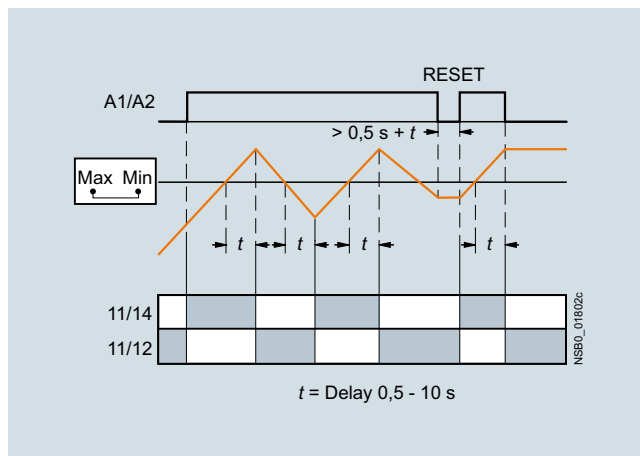 RESET
A1/A2
> 0,5 s + t
Max Min
t t t t
11/14
11/12
NSB0_01802c
t = Delay 0,5 - 10 s